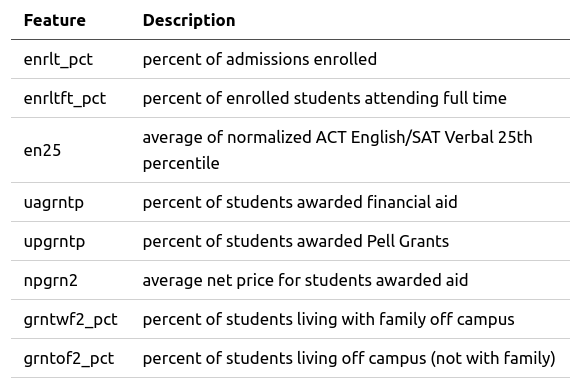 Feature Description
enrlt_pct percent of admissions enrolled
enrltft_pct percent of enrolled students attending full time
en25 average of normalized ACT English/SAT Verbal 25th
percentile
uagrntp percent of students awarded financial aid
upgrntp percent of students awarded Pell Grants
npgrn2 average net price for students awarded aid
grntwf2_pct percent of students living with family off campus
grntof2_pct percent of students living off campus (not with family)